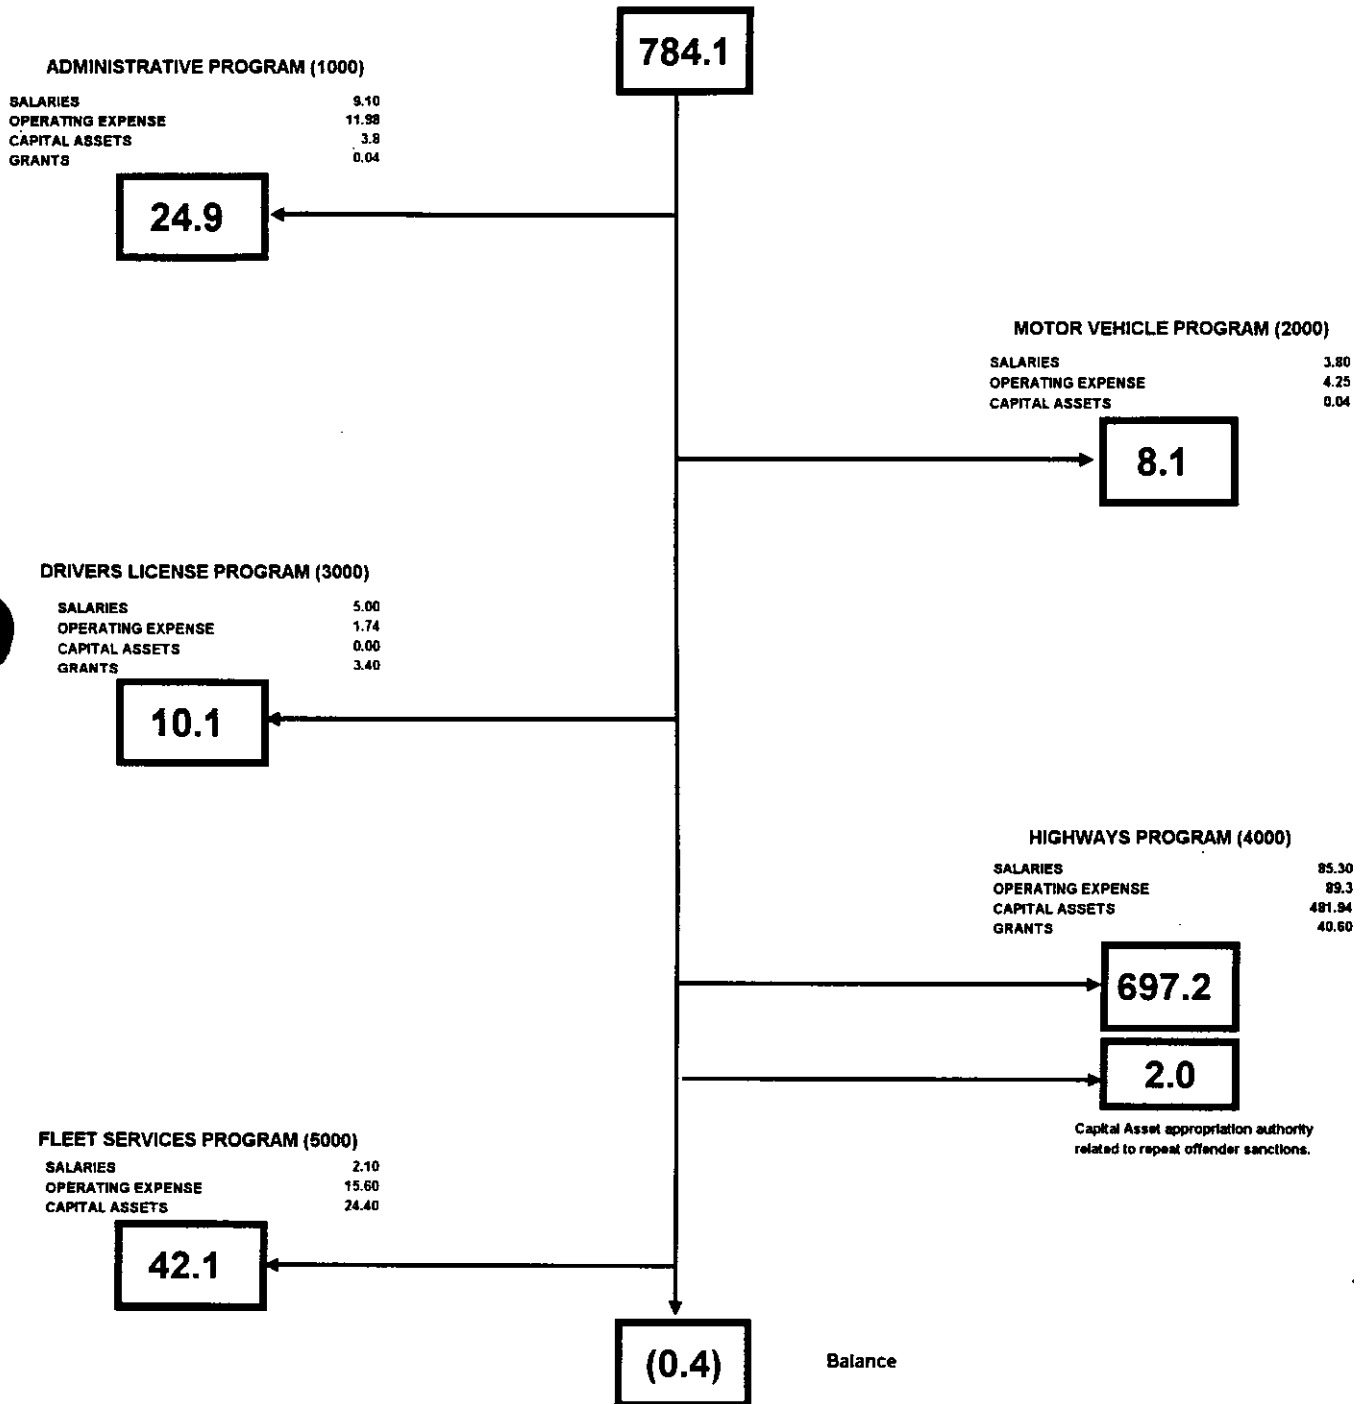 784.1
ADMINISTRATIVE PROGRAM (1000)
SALARIES 9.10
OPERATING EXPENSE 11.98
CAPITAL ASSETS 3.8
GRANTS 0.04
24.9
MOTOR VEHICLE PROGRAM (2000)
SALARIES 3.80
OPERATING EXPENSE 4.25
CAPITAL ASSETS 0.04
8.1
DRIVERS LICENSE PROGRAM (3000)
SALARIES 5.00
OPERATING EXPENSE 1.74
CAPITAL ASSETS 0.00
GRANTS 3.40
10.1
HIGHWAYS PROGRAM (4000)
SALARIES 85.30
OPERATING EXPENSE 89.3
CAPITAL ASSETS 481.94
GRANTS 40.60
697.2
2.0
Capital Asset appropriation authority
related to repeat offender sanctions.
FLEET SERVICES PROGRAM (5000)
SALARIES 2.10
OPERATING EXPENSE 15.60
CAPITAL ASSETS 24.40
42.1
(0.4) Balance